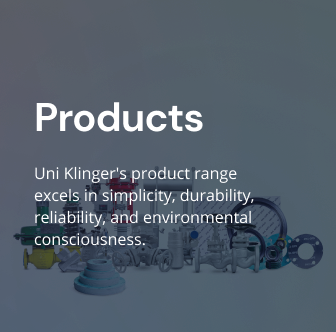 Products
Uni Klinger's product range
excels in simplicity, durability,
reliability, and environmental
consciousness.